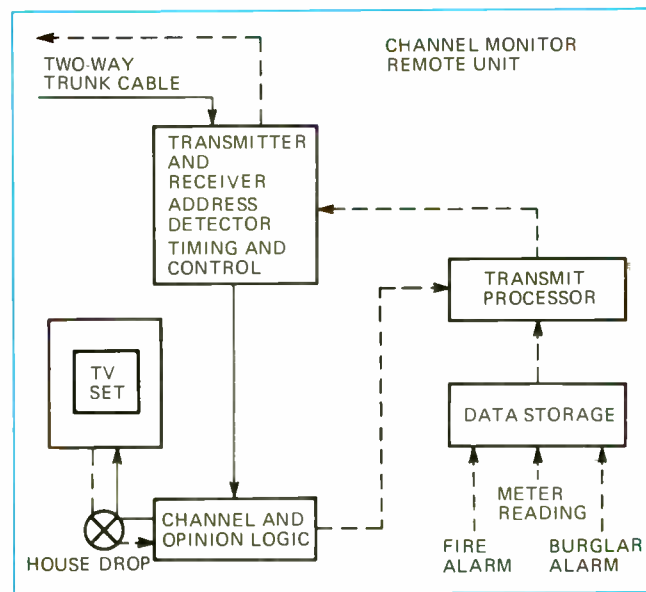 CHANNEL MONITOR
REMOTE UNIT
TWO-WAY
TRUNK CABLE
TRANSMITTER
AND
RECEIVER
ADDRESS
DETECTOR
TIMING AND
CONTROL
TRANSMIT
PROCESSOR
TV
SET
DATA STORAGE
METER
READING
CHANNEL AND
OPINION LOGIC
HOUSE DROP
FIRE
ALARM
BURGLAR
ALARM